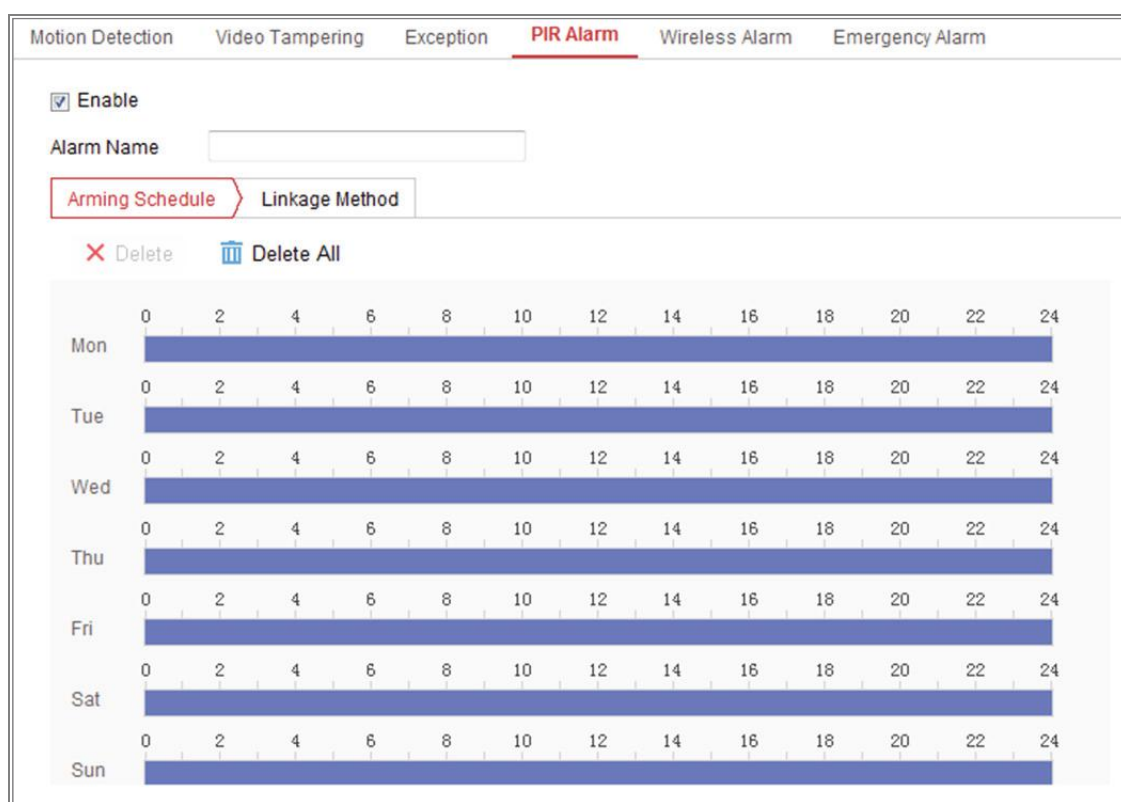 Motion Detection Video Tampering Exception PIR Alarm Wireless Alarm Emergency Alarm
Enable
Alarm Name
Arming Schedule Linkage Method
Delete Delete All
0 2 4 6 8 10 12 14 16 18 20 22 24
Mon
0 2 4 6 8 10 12 14 16 18 20 22 24
Tue
0 2 4 6 8 10 12 14 16 18 20 22 24
Wed
0 2 4 6 8 10 12 14 16 18 20 22 24
Thu
0 2 4 6 8 10 12 14 16 18 20 22 24
Fri
0 2 4 6 8 10 12 14 16 18 20 22 24
Sat
0 2 4 6 8 10 12 14 16 18 20 22 24
Sun